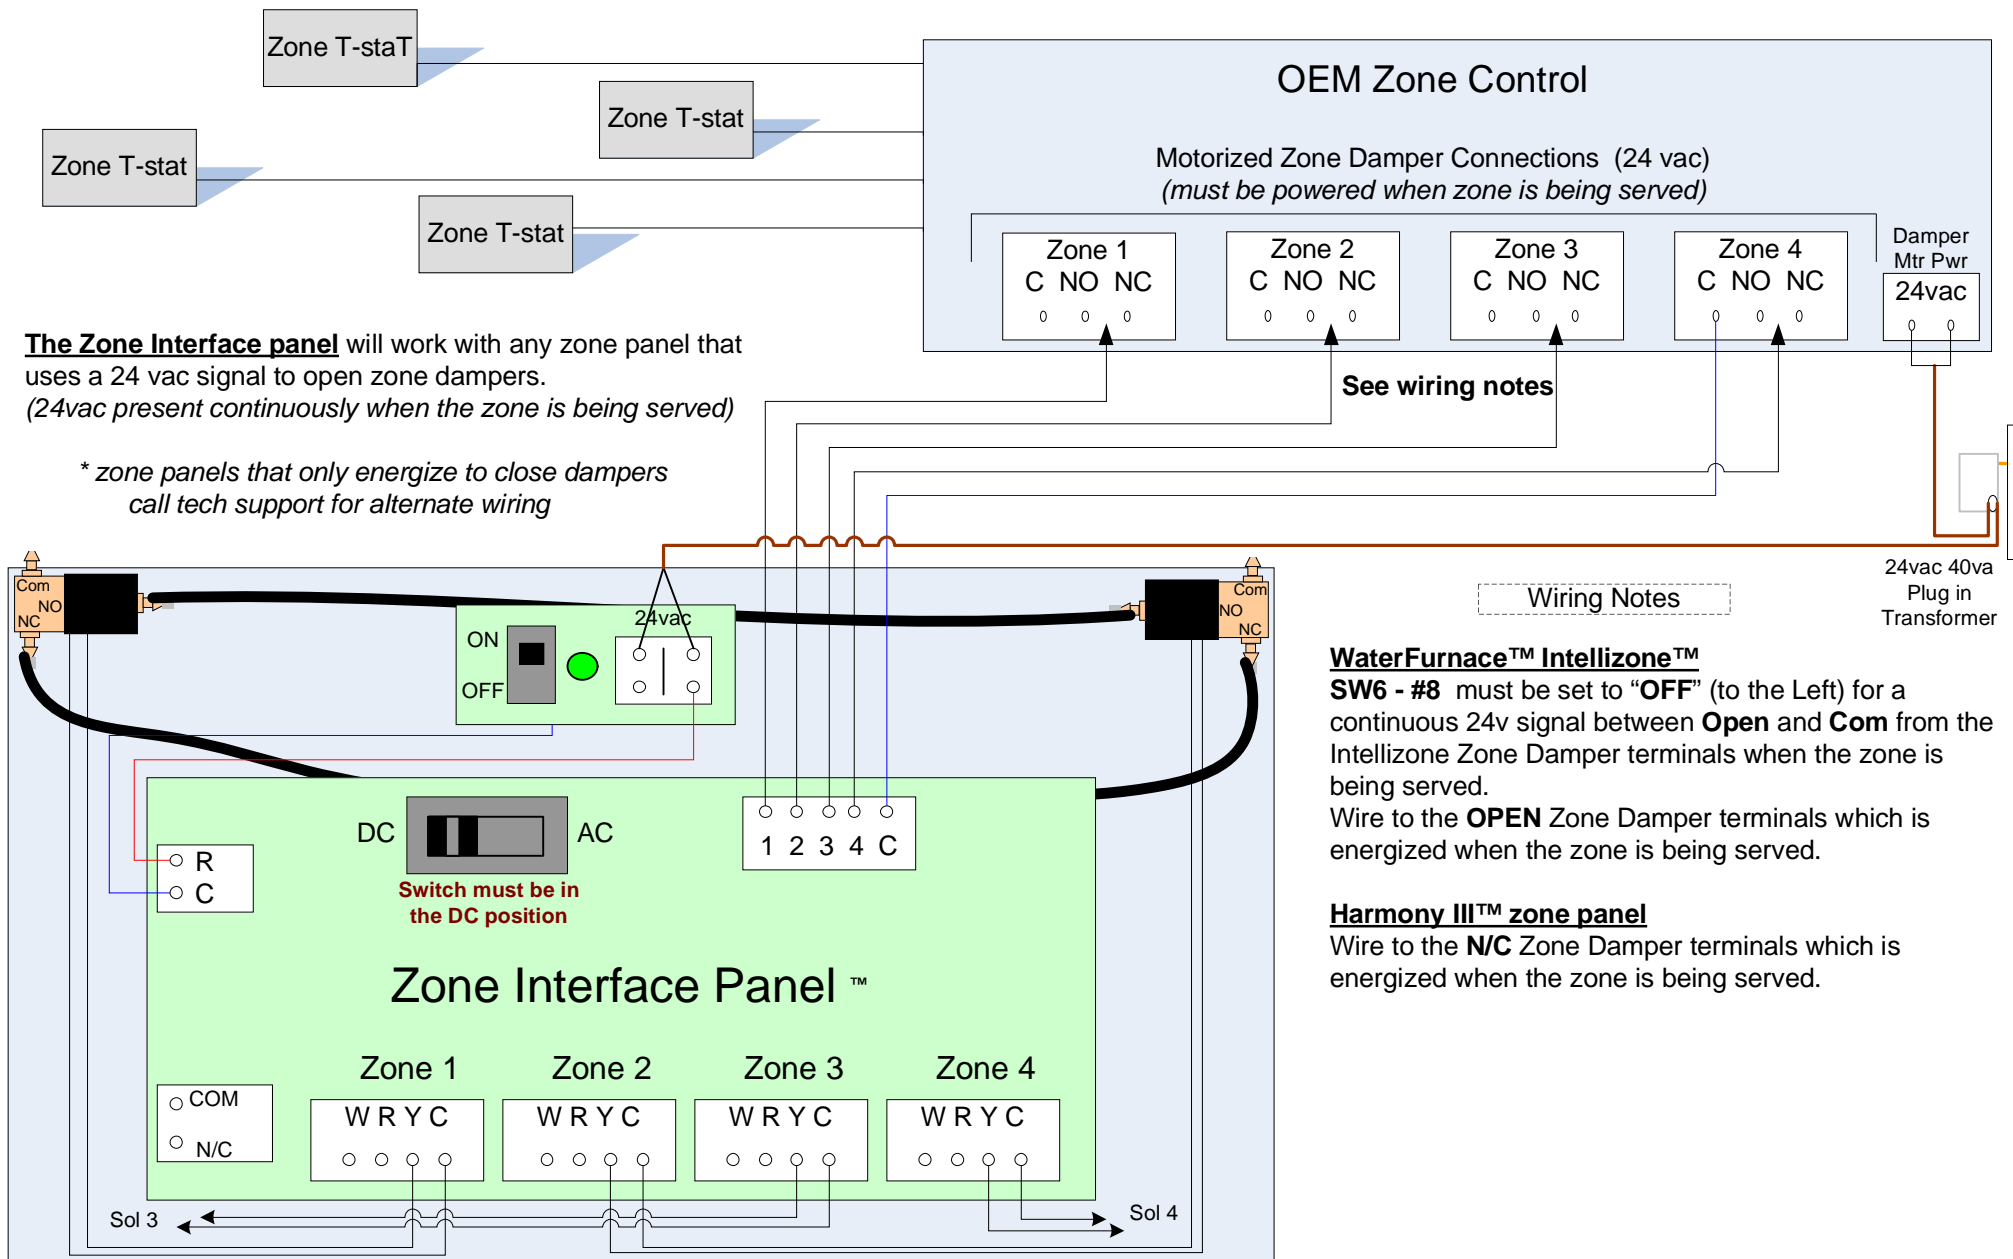 Zone T-staT
Zone T-stat
Zone T-stat
Zone T-stat
OEM Zone Control
Motorized Zone Damper Connections (24 vac)
(must be powered when zone is being served)
Zone 1
C NO NC
Zone 2
C NO NC
Zone 3
C NO NC
Zone 4
C NO NC
Damper
Mtr Pwr
24vac
The Zone Interface panel will work with any zone panel that
uses a 24 vac signal to open zone dampers.
(24vac present continuously when the zone is being served)
* zone panels that only energize to close dampers
call tech support for alternate wiring
See wiring notes
24vac 40va
Plug in
Transformer
Com
NO
NC
ON
OFF
24vac
Com
NO
NC
Wiring Notes
WaterFurnace™ Intellizone™
SW6 - #8 must be set to “OFF” (to the Left) for a
continuous 24v signal between Open and Com from the
Intellizone Zone Damper terminals when the zone is
being served.
Wire to the OPEN Zone Damper terminals which is
energized when the zone is being served.
Harmony III™ zone panel
Wire to the N/C Zone Damper terminals which is
energized when the zone is being served.
DC
AC
Switch must be in
the DC position
1 2 3 4 C
R
C
Zone Interface Panel ™
COM
N/C
Zone 1
W R Y C
Zone 2
W R Y C
Zone 3
W R Y C
Zone 4
W R Y C
Sol 3
Sol 4